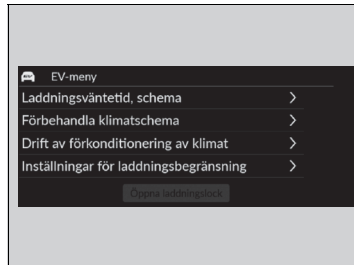 EV-meny
Laddningsväntetid, schema
Förbehandla klimatschema
Drift av förkonditionering av klimat
Inställningar för laddningsbegränsning
Öppna laddningslock